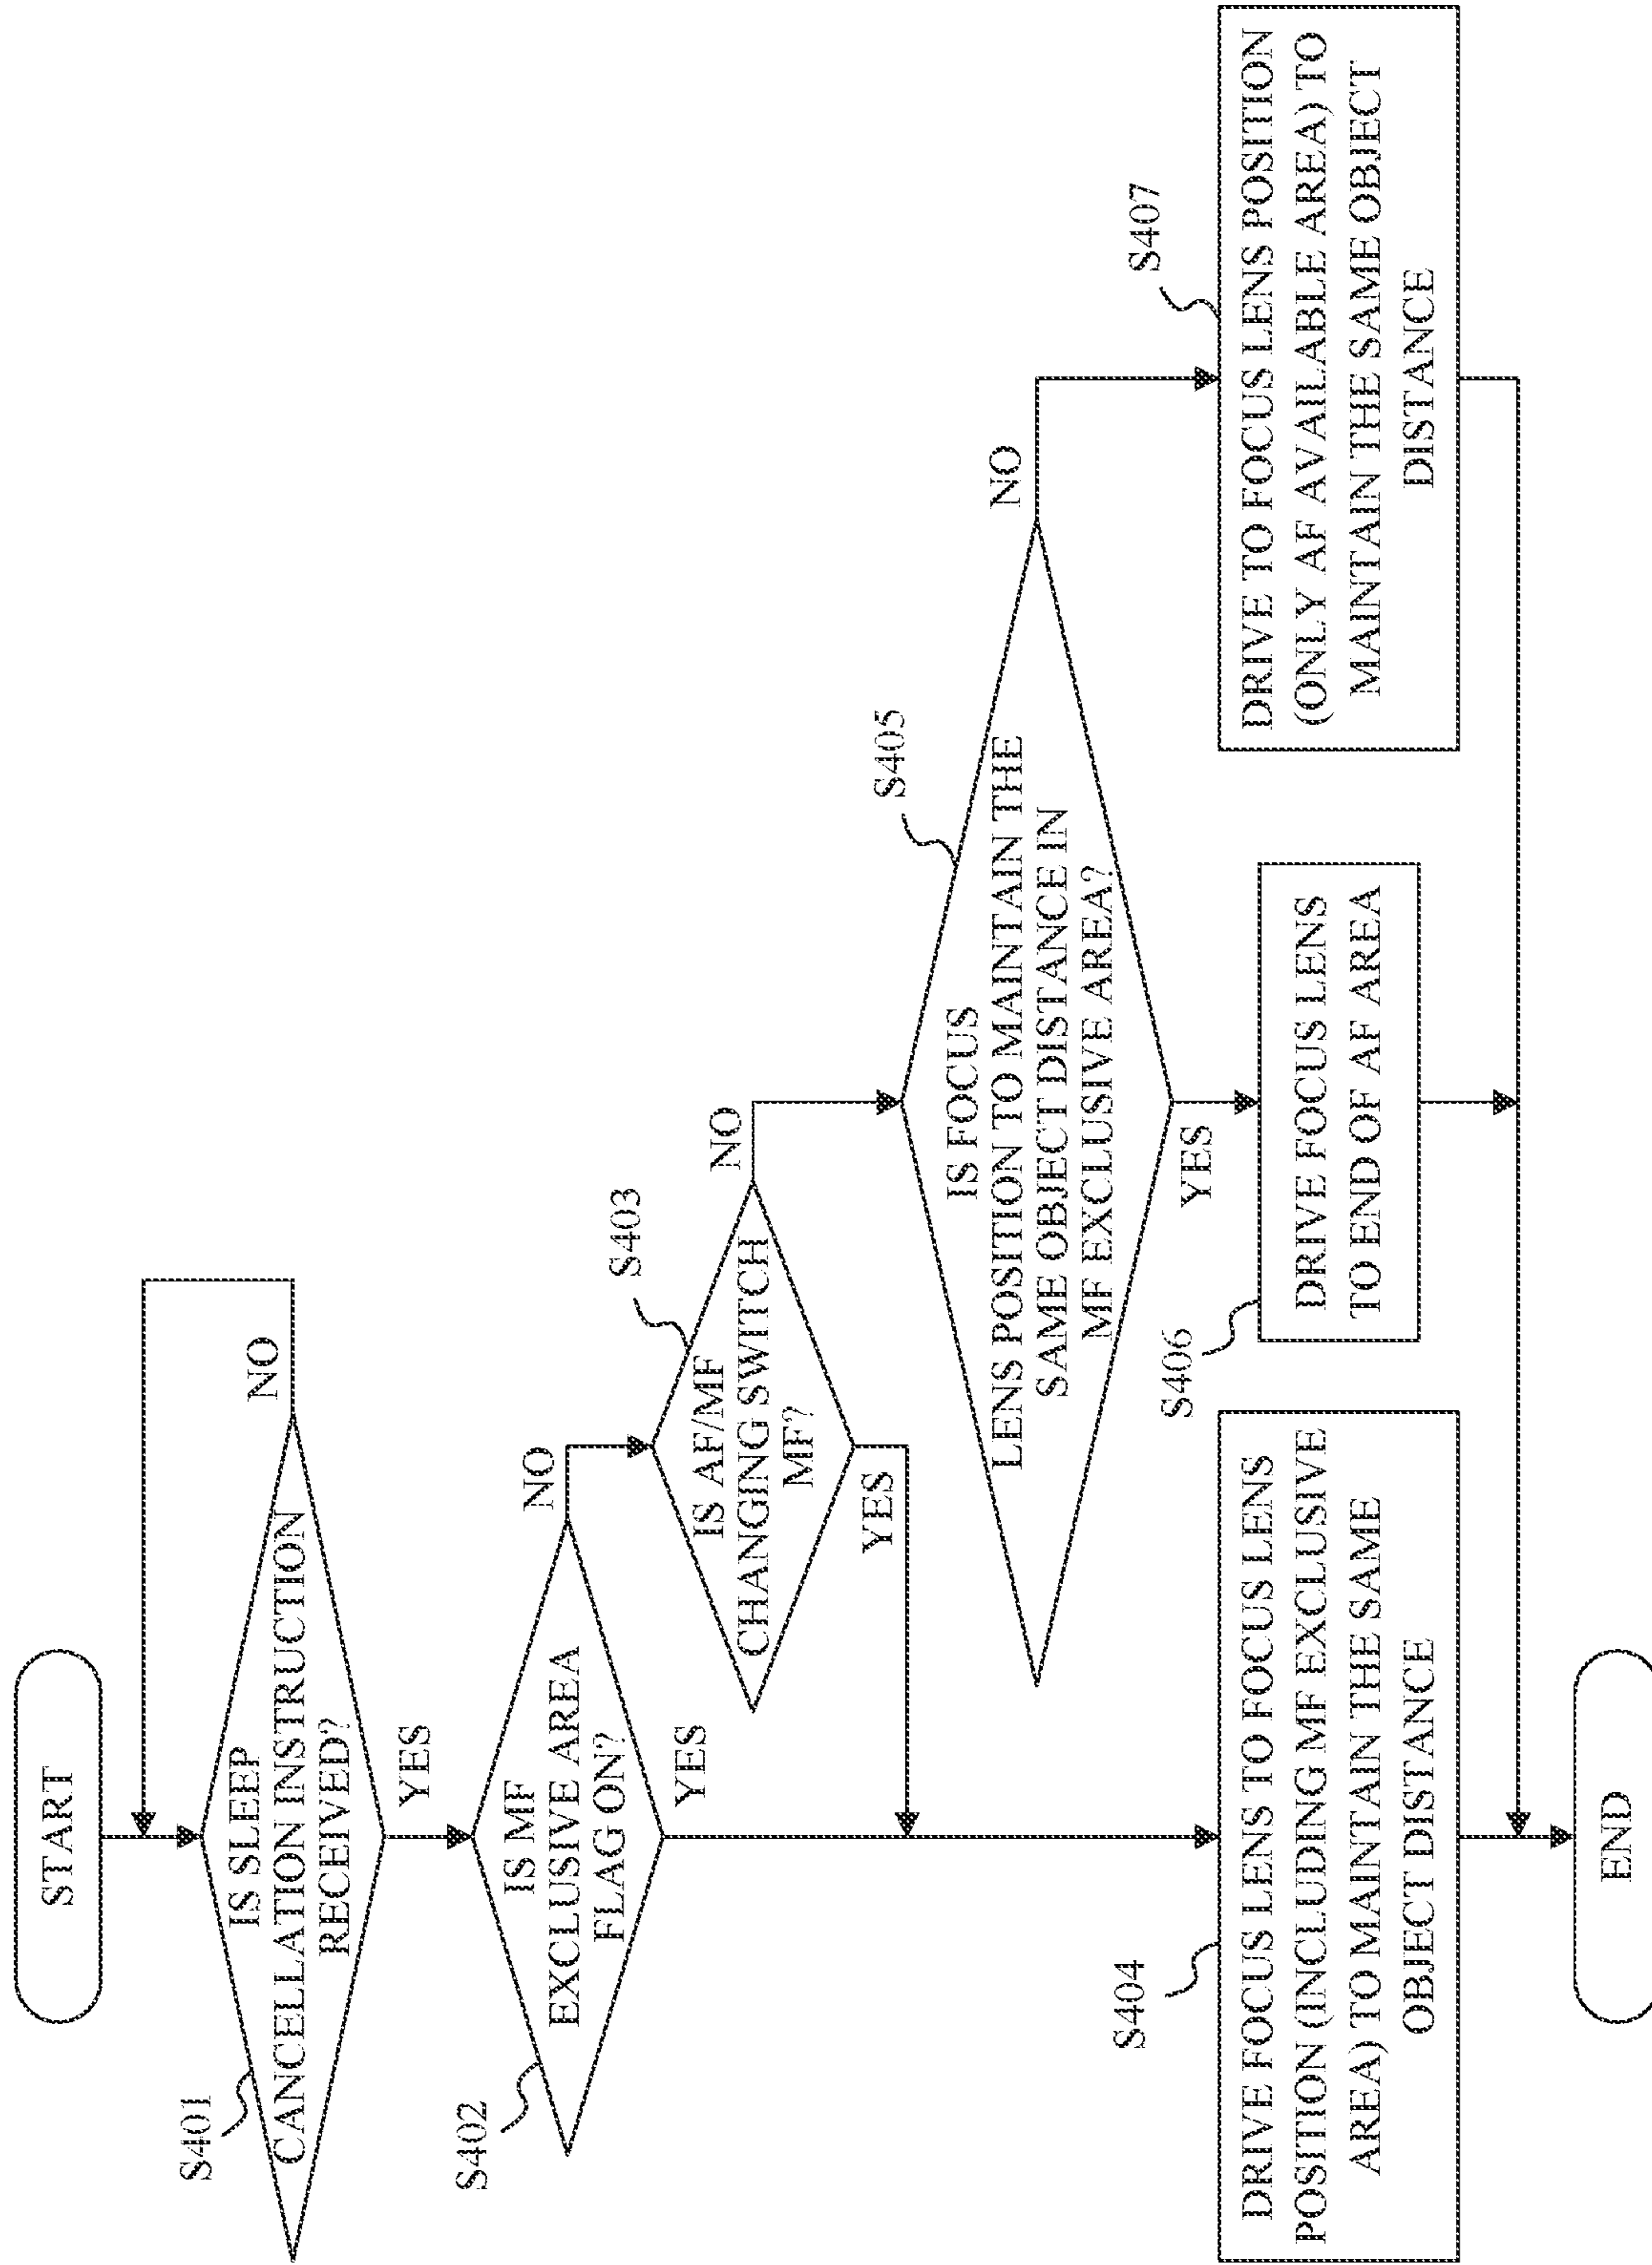 START
S401
IS SLEEP
CANCELLATION INSTRUCTION
RECEIVED?
NO
YES
S402
IS MF
EXCLUSIVE AREA
FLAG ON?
NO
YES
S403
IS AF/MF
CHANGING SWITCH
MF?
NO
YES
S405
IS FOCUS
LENS POSITION TO MAINTAIN THE
SAME OBJECT DISTANCE IN
MF EXCLUSIVE AREA?
NO
YES
S404
DRIVE FOCUS LENS TO FOCUS LENS
POSITION (INCLUDING MF EXCLUSIVE
AREA) TO MAINTAIN THE SAME
OBJECT DISTANCE
S406
DRIVE FOCUS LENS
TO END OF AF AREA
S407
DRIVE TO FOCUS LENS POSITION
(ONLY AF AVAILABLE AREA) TO
MAINTAIN THE SAME OBJECT
DISTANCE
END